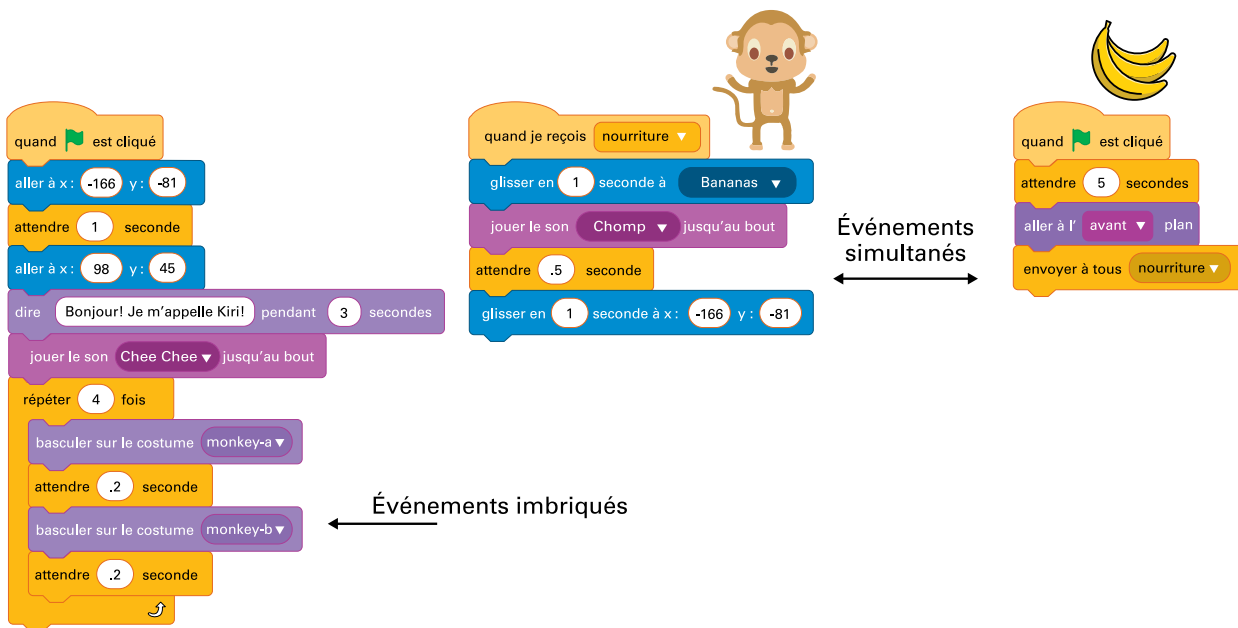 quand est cliqué
aller à x : -166 y : -81
attendre 1 seconde
aller à x : 98 y : 45
dire Bonjour! Je m'appelle Kiri! pendant 3 secondes
jouer le son Chee Chee jusqu'au bout
répéter 4 fois
basculer sur le costume monkey-a
attendre .2 seconde
basculer sur le costume monkey-b
attendre .2 seconde
Événements imbriqués
quand je reçois nourriture
glisser en 1 seconde à Bananas
jouer le son Chomp jusqu'au bout
attendre .5 seconde
glisser en 1 seconde à x : -166 y : -81
Événements
simultanés
quand est cliqué
attendre 5 secondes
aller à l' avant plan
envoyer à tous nourriture